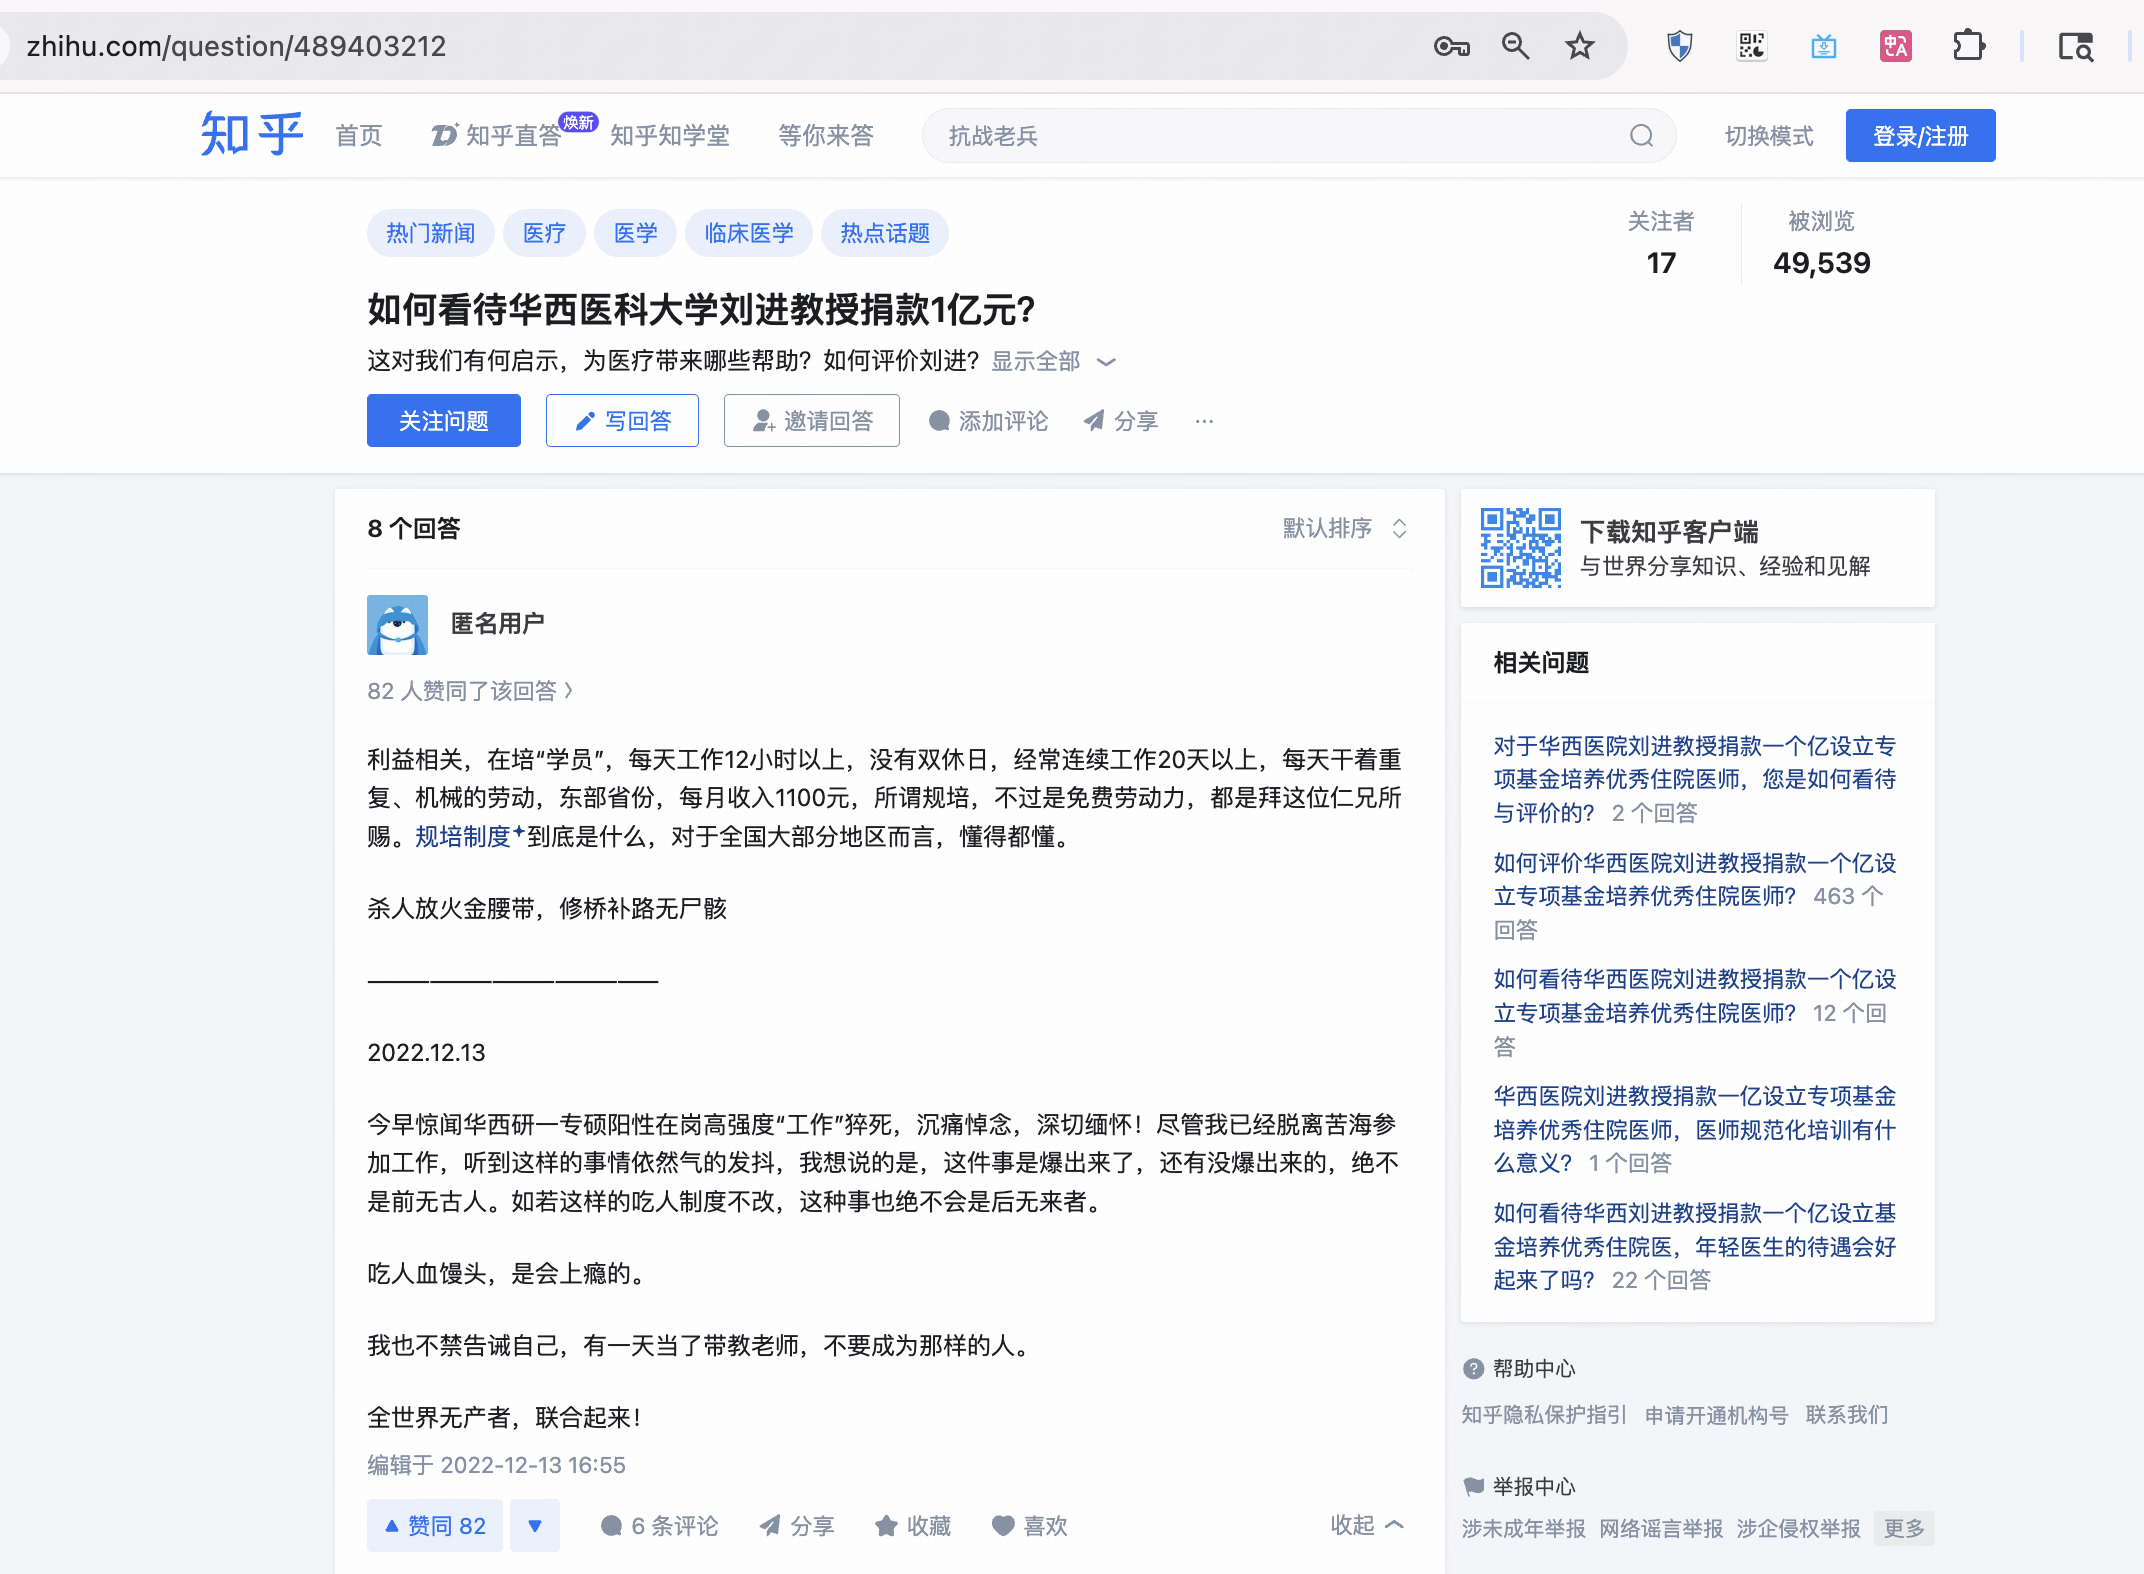 zhihu.com/question/489403212
知乎
首页
知乎直答
焕新
知乎知学堂
等你来答
抗战老兵
切换模式
登录/注册
热门新闻
医疗
医学
临床医学
热点话题
关注者
17
被浏览
49,539
如何看待华西医科大学刘进教授捐款1亿元?
这对我们有何启示，为医疗带来哪些帮助？如何评价刘进？ 显示全部
关注问题
写回答
邀请回答
添加评论
分享
...
8 个回答
默认排序
匿名用户
82 人赞同了该回答
利益相关，在培“学员”，每天工作12小时以上，没有双休日，经常连续工作20天以上，每天干着重
复、机械的劳动，东部省份，每月收入1100元，所谓规培，不过是免费劳动力，都是拜这位仁兄所
赐。规培制度到底是什么，对于全国大部分地区而言，懂得都懂。
杀人放火金腰带，修桥补路无尸骸
——————————————
2022.12.13
今早惊闻华西研一专硕阳性在岗高强度“工作”猝死，沉痛悼念，深切缅怀！尽管我已经脱离苦海参
加工作，听到这样的事情依然气的发抖，我想说的是，这件事是爆出来了，还有没爆出来的，绝不
是前无古人。如若这样的吃人制度不改，这种事也绝不会是后无来者。
吃人血馒头，是会上瘾的。
我也不禁告诫自己，有一天当了带教老师，不要成为那样的人。
全世界无产者，联合起来！
编辑于 2022-12-13 16:55
赞同 82
6 条评论
分享
收藏
喜欢
收起
下载知乎客户端
与世界分享知识、经验和见解
相关问题
对于华西医院刘进教授捐款一个亿设立专
项基金培养优秀住院医师，您是如何看待
与评价的？ 2 个回答
如何评价华西医院刘进教授捐款一个亿设
立专项基金培养优秀住院医师？ 463 个
回答
如何看待华西医院刘进教授捐款一个亿设
立专项基金培养优秀住院医师？ 12 个回
答
华西医院刘进教授捐款一亿设立专项基金
培养优秀住院医师，医师规范化培训有什
么意义？ 1 个回答
如何看待华西刘进教授捐款一个亿设立基
金培养优秀住院医，年轻医生的待遇会好
起来了吗？ 22 个回答
帮助中心
知乎隐私保护指引 申请开通机构号 联系我们
举报中心
涉未成年举报 网络谣言举报 涉企侵权举报 更多